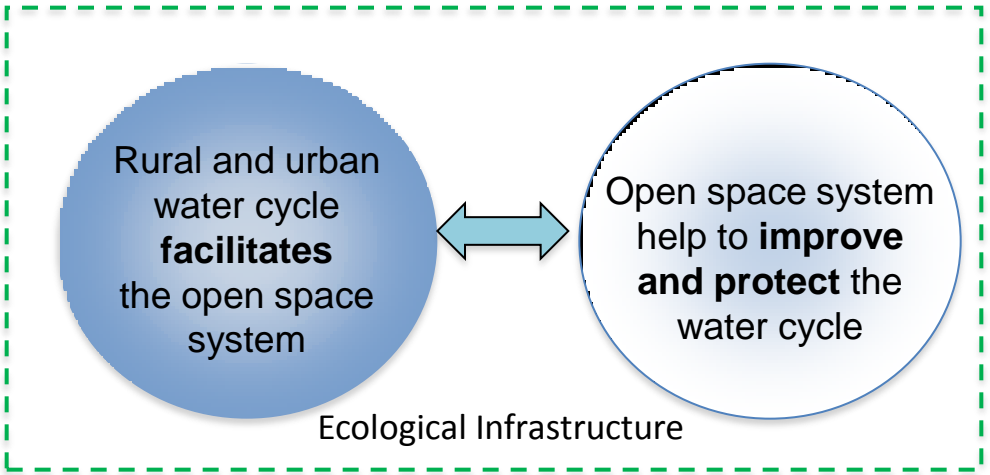 Rural and urban
water cycle
facilitates
the open space
system
Open space system
help to improve
and protect the
water cycle
Ecological Infrastructure